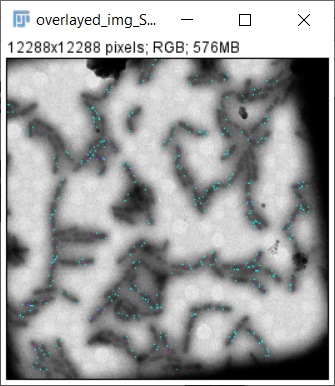 overlayed_img_S...
12288x12288 pixels; RGB; 576MB